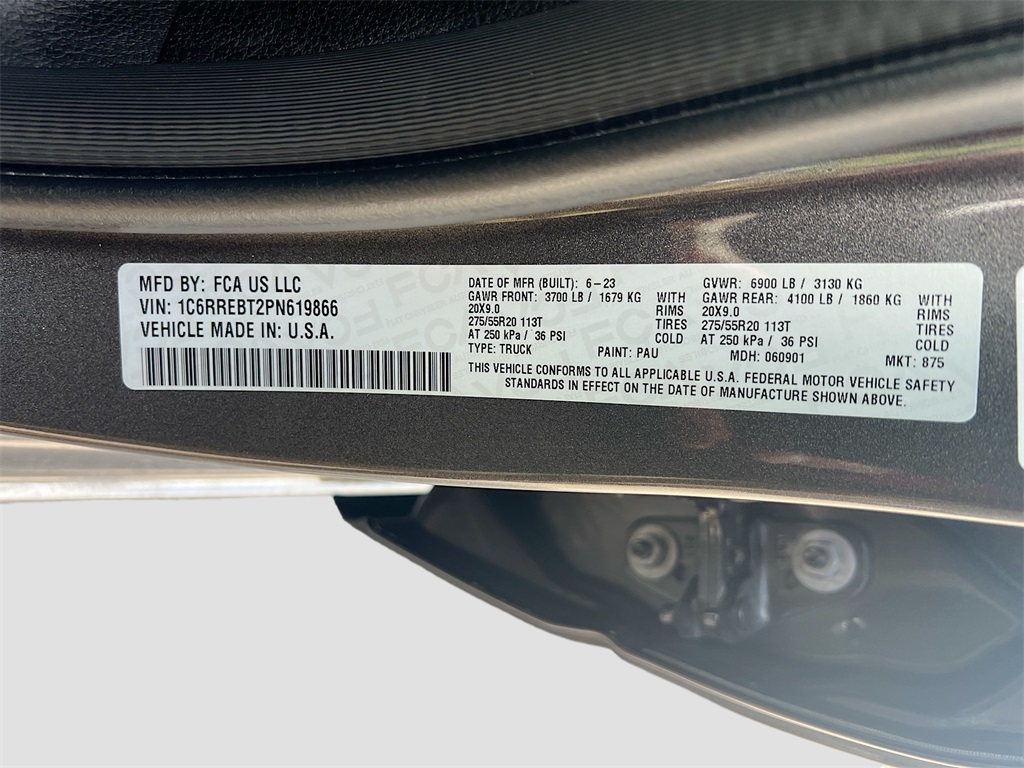 MFD BY: FCA US LLC
VIN: 1C6RREBT2PN619866
VEHICLE MADE IN: U.S.A.
DATE OF MFR (BUILT): 6-23 GVWR: 6900 LB / 3130 KG
GAWR FRONT: 3700 LB / 1679 KG WITH GAWR REAR: 4100 LB / 1860 KG WITH
20X9.0 RIMS 20X9.0 RIMS
275/55R20 113T TIRES 275/55R20 113T TIRES
AT 250 kPa / 36 PSI COLD AT 250 kPa / 36 PSI COLD
TYPE: TRUCK PAINT: PAU MDH: 060901 MKT: 875
THIS VEHICLE CONFORMS TO ALL APPLICABLE U.S.A. FEDERAL MOTOR VEHICLE SAFETY
STANDARDS IN EFFECT ON THE DATE OF MANUFACTURE SHOWN ABOVE.